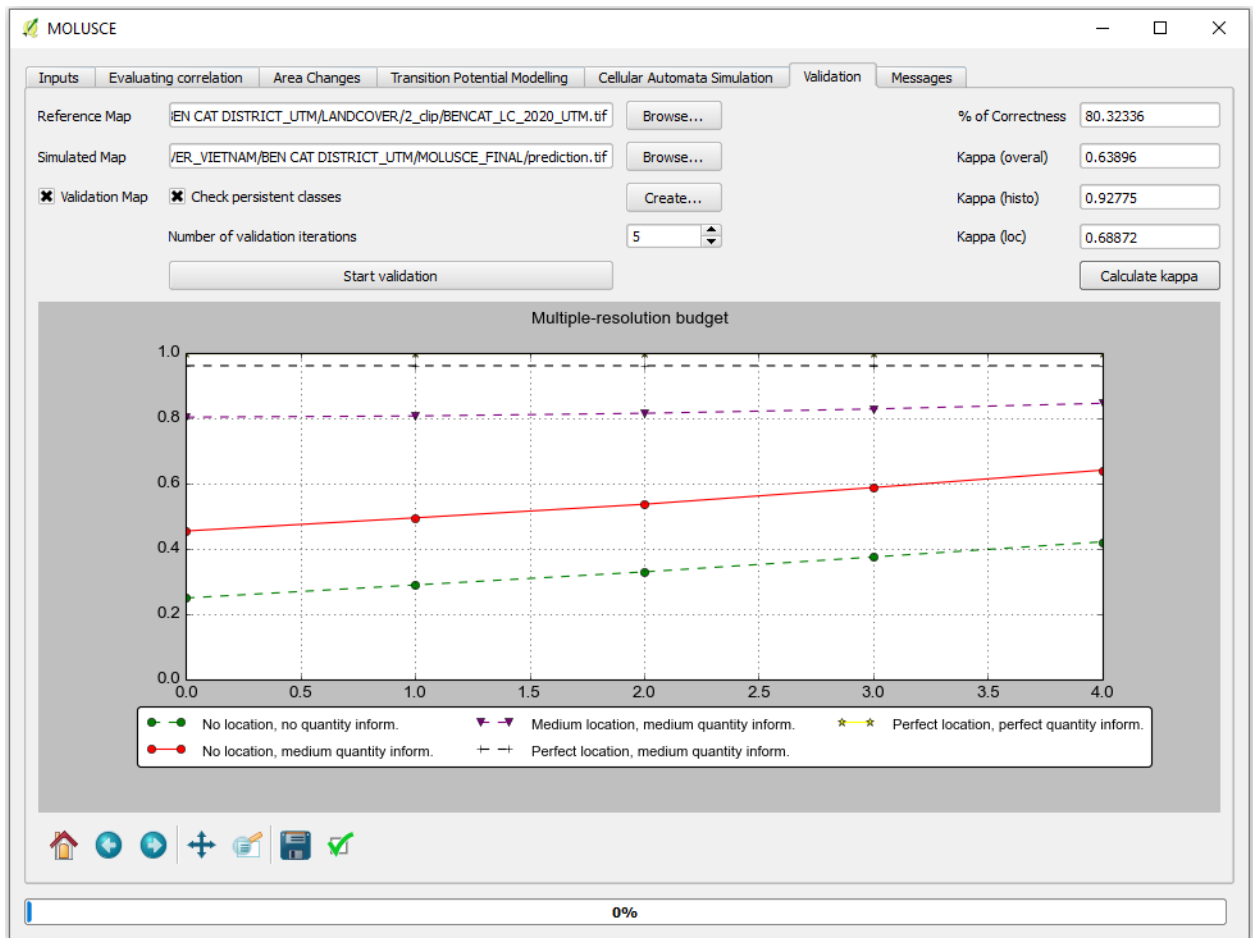 MOLUSCE
Inputs Evaluating correlation Area Changes Transition Potential Modelling Cellular Automata Simulation Validation Messages
Reference Map BEN CAT DISTRICT_UTM/LANDCOVER/2_clip/BENCAT_LC_2020_UTM.tif Browse... % of Correctness 80.32336
Simulated Map /ER_VIETNAM/BEN CAT DISTRICT_UTM/MOLUSCE_FINAL/prediction.tif Browse... Kappa (overal) 0.63896
Validation Map Check persistent classes Create... Kappa (histo) 0.92775
Number of validation iterations 5 Kappa (loc) 0.68872
Start validation Calculate kappa
Multiple-resolution budget
1.0
0.8
0.6
0.4
0.2
0.0
0.0 0.5 1.0 1.5 2.0 2.5 3.0 3.5 4.0
No location, no quantity inform. Medium location, medium quantity inform. Perfect location, perfect quantity inform.
No location, medium quantity inform. Perfect location, medium quantity inform.
0%